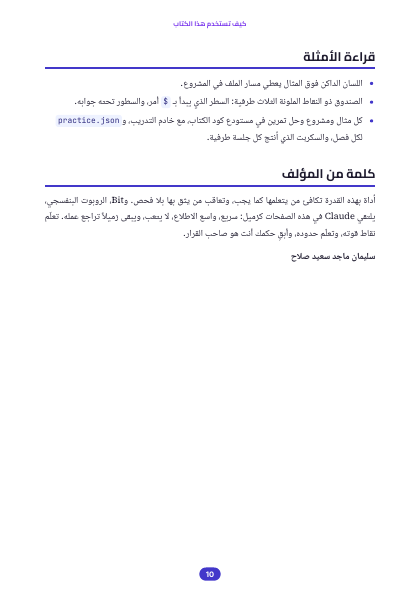 كيف تستخدم هذا الكتاب
قراءة الأمثلة
• اللسان الداكن فوق المثال يعطي مسار الملف في المشروع.
• الصندوق ذو النقاط الملونة الثلاث طرفية: السطر الذي يبدأ بـ $ أمر، والسطور تحته جوابه.
• كل مثال ومشروع وحل تمرين في مستودع كود الكتاب، مع خادم التدريب، و practice.json
لكل فصل، والسكربت الذي أنتج كل جلسة طرفية.
كلمة من المؤلف
أداة بهذه القدرة تكافئ من يتعلمها كما يجب، وتعاقب من يثق بها بلا فحص. وBit، الروبوت البنفسجي،
يلتقي Claude في هذه الصفحات كزميل: سريع، واسع الاطلاع، لا يتعب، ويبقى زميلاً تراجع عمله. تعلّم
نقاط قوته، وتعلّم حدوده، وأبقِ حكمك أنت هو صاحب القرار.
سليمان ماجد سعيد صلاح
10